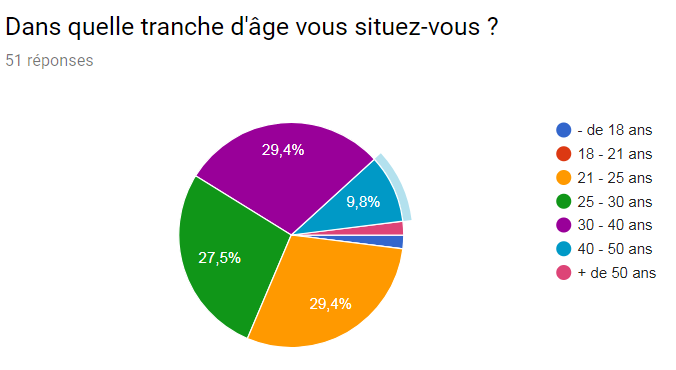 Dans quelle tranche d'âge vous situez-vous ?
51 réponses
29,4%
9,8%
27,5%
29,4%
- de 18 ans
18 - 21 ans
21 - 25 ans
25 - 30 ans
30 - 40 ans
40 - 50 ans
+ de 50 ans